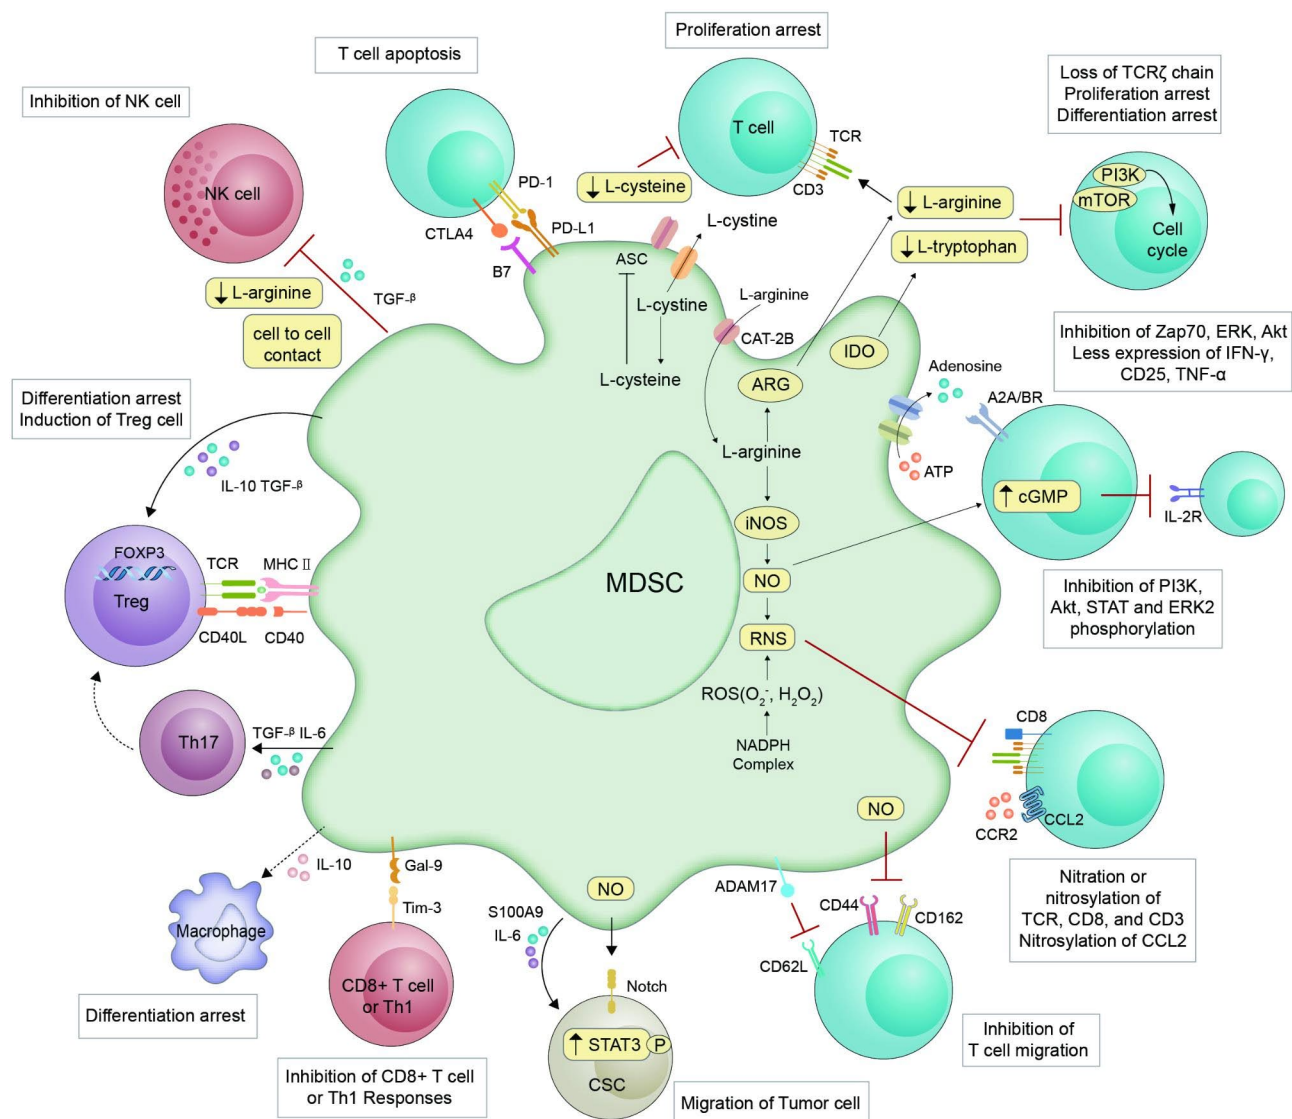 Proliferation arrest
T cell apoptosis
Loss of TCRζ chain
Proliferation arrest
Differentiation arrest
Inhibition of NK cell
NK cell
T cell
TCR
CD3
PD-1
CTLA4
PD-L1
B7
↓ L-cysteine
L-cystine
ASC
L-cystine
L-cysteine
↓ L-arginine
↓ L-tryptophan
PI3K
mTOR
Cell
cycle
TGF-β
↓ L-arginine
cell to cell
contact
L-arginine
CAT-2B
ARG
IDO
L-arginine
iNOS
NO
RNS
ROS(O₂⁻, H₂O₂)
NADPH
Complex
MDSC
Inhibition of Zap70, ERK, Akt
Less expression of IFN-γ,
CD25, TNF-α
Adenosine
A2A/BR
ATP
↑ cGMP
IL-2R
Inhibition of PI3K,
Akt, STAT and ERK2
phosphorylation
Differentiation arrest
Induction of Treg cell
IL-10 TGF-β
FOXP3
Treg
TCR
MHC II
CD40L
CD40
Th17
TGF-β IL-6
IL-10
Macrophage
Differentiation arrest
Gal-9
Tim-3
CD8+ T cell
or Th1
Inhibition of CD8+ T cell
or Th1 Responses
S100A9
IL-6
NO
Notch
↑ STAT3
P
CSC
Migration of Tumor cell
ADAM17
NO
CD44
CD162
CD62L
Inhibition of
T cell migration
CD8
CCR2
CCL2
Nitration or
nitrosylation of
TCR, CD8, and CD3
Nitrosylation of CCL2